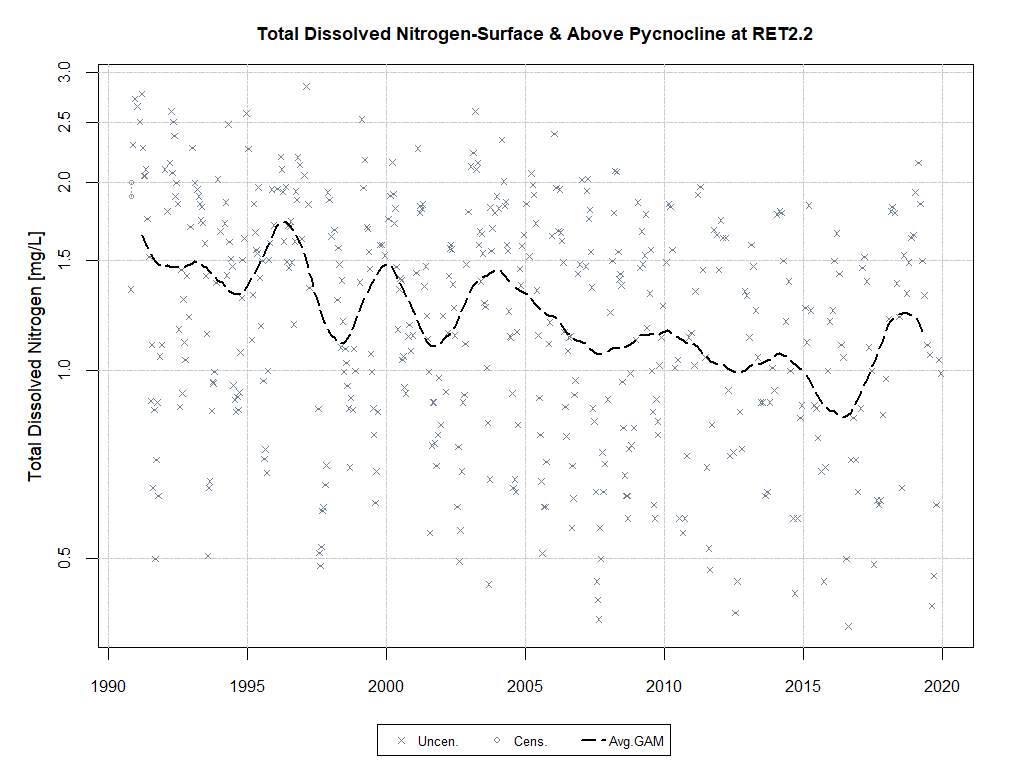 Total Dissolved Nitrogen-Surface & Above Pycnocline at RET2.2
Total Dissolved Nitrogen [mg/L]
3.0
2.5
2.0
1.5
1.0
0.5
1990 1995 2000 2005 2010 2015 2020
Uncen. Cens. Avg.GAM